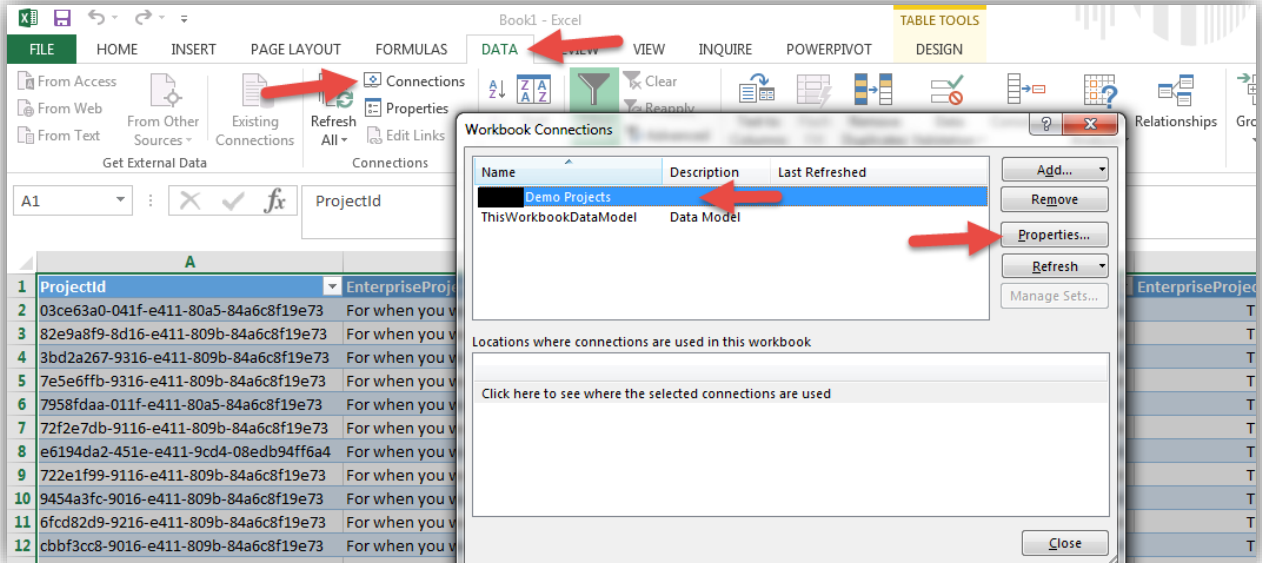 Book1 - Excel
TABLE TOOLS
FILE HOME INSERT PAGE LAYOUT FORMULAS DATA VIEW INQUIRE POWERPIVOT DESIGN
From Access
From Web
From Text
From Other Sources
Existing Connections
Get External Data
Refresh All
Connections
Properties
Edit Links
Connections
Clear
Reapply
Advanced
Relationships
A1
fx
ProjectId
A
1 ProjectId EnterpriseProje EnterpriseProjec
2 03ce63a0-041f-e411-80a5-84a6c8f19e73 For when you w T
3 82e9a8f9-8d16-e411-809b-84a6c8f19e73 For when you w T
4 3bd2a267-9316-e411-809b-84a6c8f19e73 For when you w T
5 7e5e6ffb-9316-e411-809b-84a6c8f19e73 For when you w T
6 7958fdaa-011f-e411-80a5-84a6c8f19e73 For when you w T
7 72f2e7db-9116-e411-809b-84a6c8f19e73 For when you w T
8 e6194da2-451e-e411-9cd4-08edb94ff6a4 For when you w T
9 722e1f99-9116-e411-809b-84a6c8f19e73 For when you w T
10 9454a3fc-9016-e411-809b-84a6c8f19e73 For when you w T
11 6fcd82d9-9216-e411-809b-84a6c8f19e73 For when you w T
12 cbbf3cc8-9016-e411-809b-84a6c8f19e73 For when you w T
Workbook Connections
Name Description Last Refreshed
Demo Projects
ThisWorkbookDataModel Data Model
Add...
Remove
Properties...
Refresh
Manage Sets...
Locations where connections are used in this workbook
Click here to see where the selected connections are used
Close